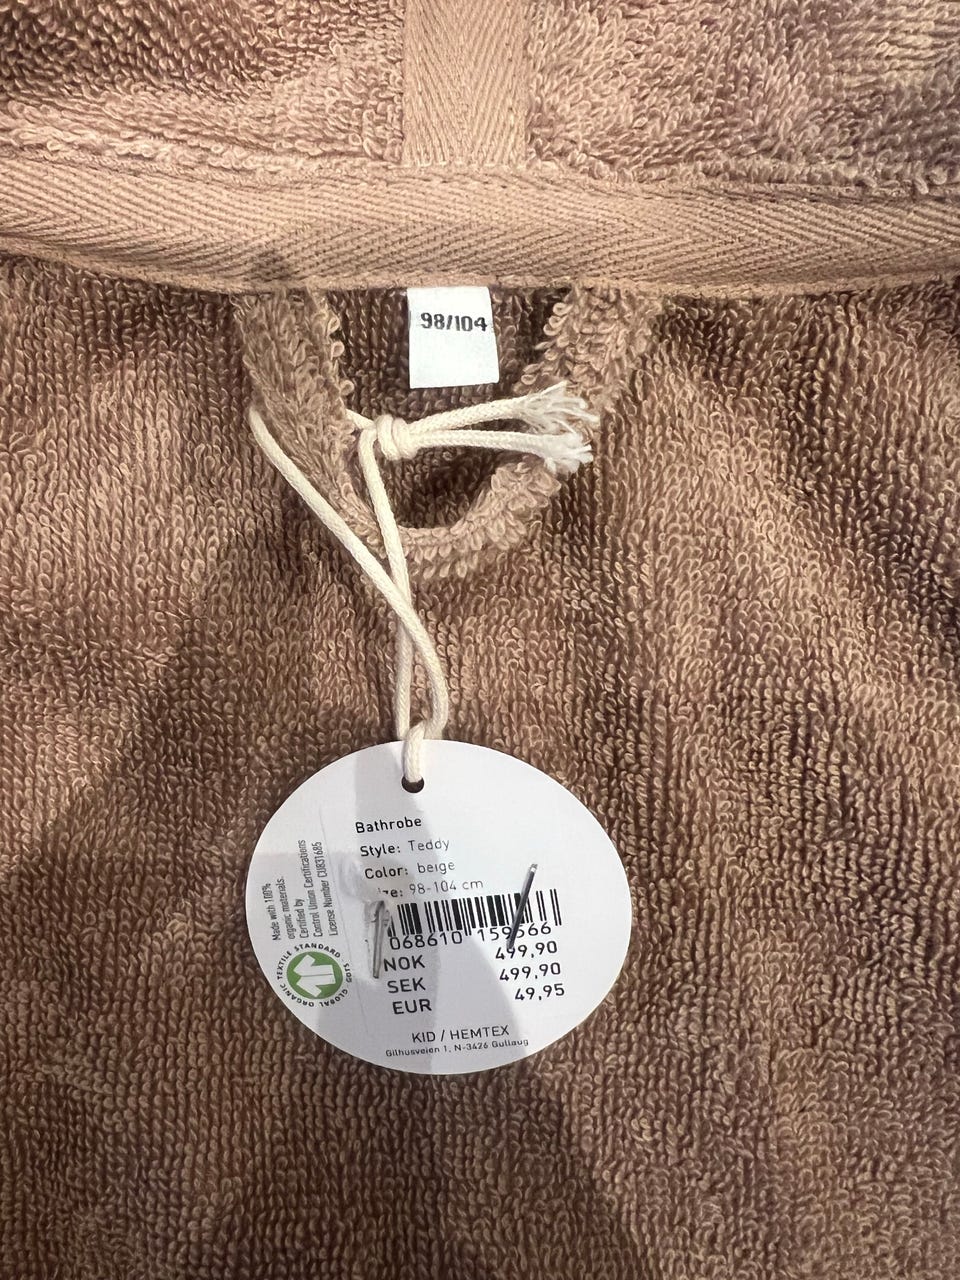 98/104
Bathrobe
Style: Teddy
Color: beige
98-104 cm
068610
NOK 499,90
SEK 499,90
EUR 49,95
KID / HEMTEX
Gilhusveien 1, N-3426 Gullaug
Made with 100%
organic materials.
Certified by
Control Union Certifications
License Number CU831685
GLOBAL ORGANIC TEXTILE STANDARD · GOTS